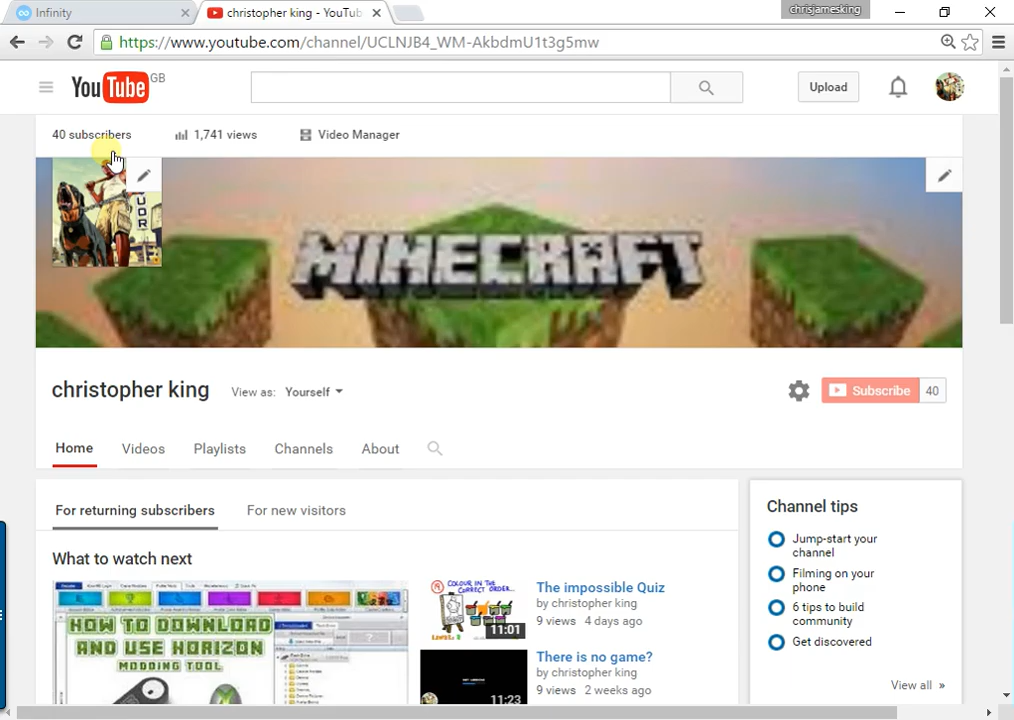 Infinity
christopher king - YouTub
chrisjamesking
https://www.youtube.com/channel/UCLNJB4_WM-AkbdmU1t3g5mw
YouTube GB
Upload
40 subscribers
1,741 views
Video Manager
MINECRAFT
christopher king
View as: Yourself
Subscribe 40
Home
Videos
Playlists
Channels
About
For returning subscribers
For new visitors
What to watch next
HOW TO DOWNLOAD
AND USE HORIZON
MODDING TOOL
COLOUR IN THE
CORRECT ORDER...
11:01
The impossible Quiz
by christopher king
9 views 4 days ago
11:23
There is no game?
by christopher king
9 views 2 weeks ago
Channel tips
Jump-start your
channel
Filming on your
phone
6 tips to build
community
Get discovered
View all »